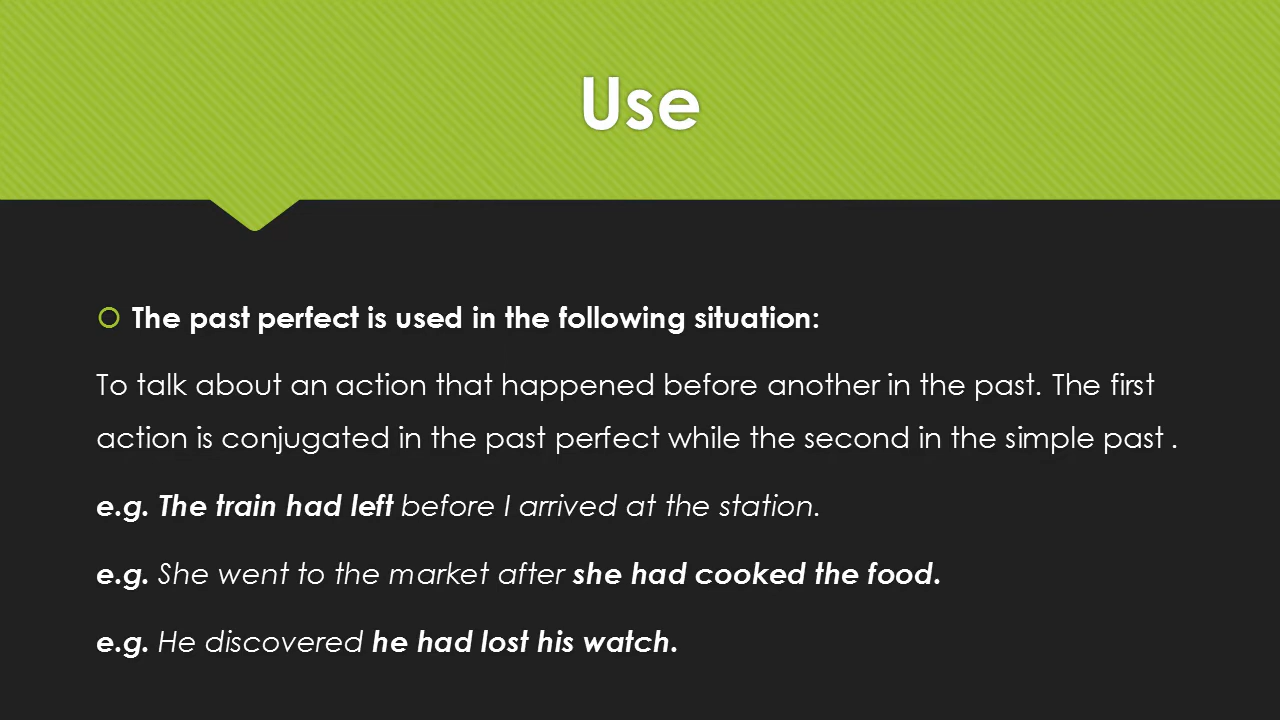 Use
The past perfect is used in the following situation:
To talk about an action that happened before another in the past. The first
action is conjugated in the past perfect while the second in the simple past .
e.g. The train had left before I arrived at the station.
e.g. She went to the market after she had cooked the food.
e.g. He discovered he had lost his watch.